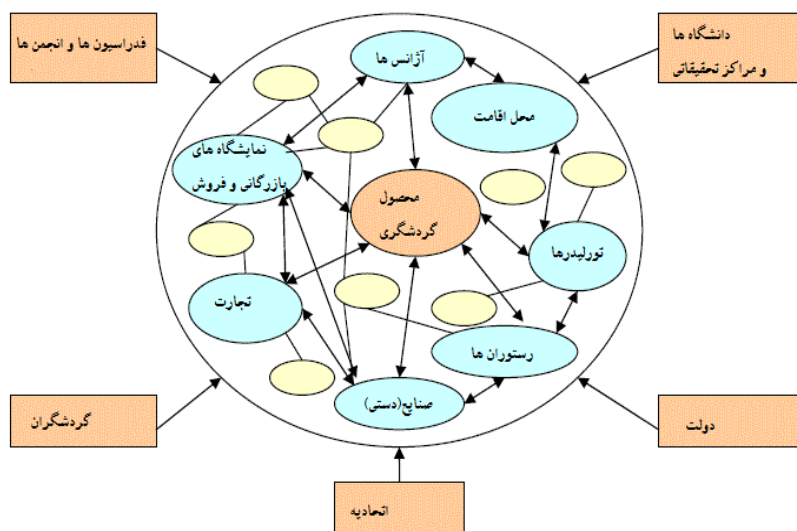 فدراسیون ها و انجمن ها
دانشگاه ها
و مراکز تحقیقاتی
آژانس ها
محل اقامت
نمایشگاه های
بازرگانی و فروش
محصول
گردشگری
تورلیدرها
تجارت
رستوران ها
صنایع(دستی)
گردشگران
دولت
اتحادیه